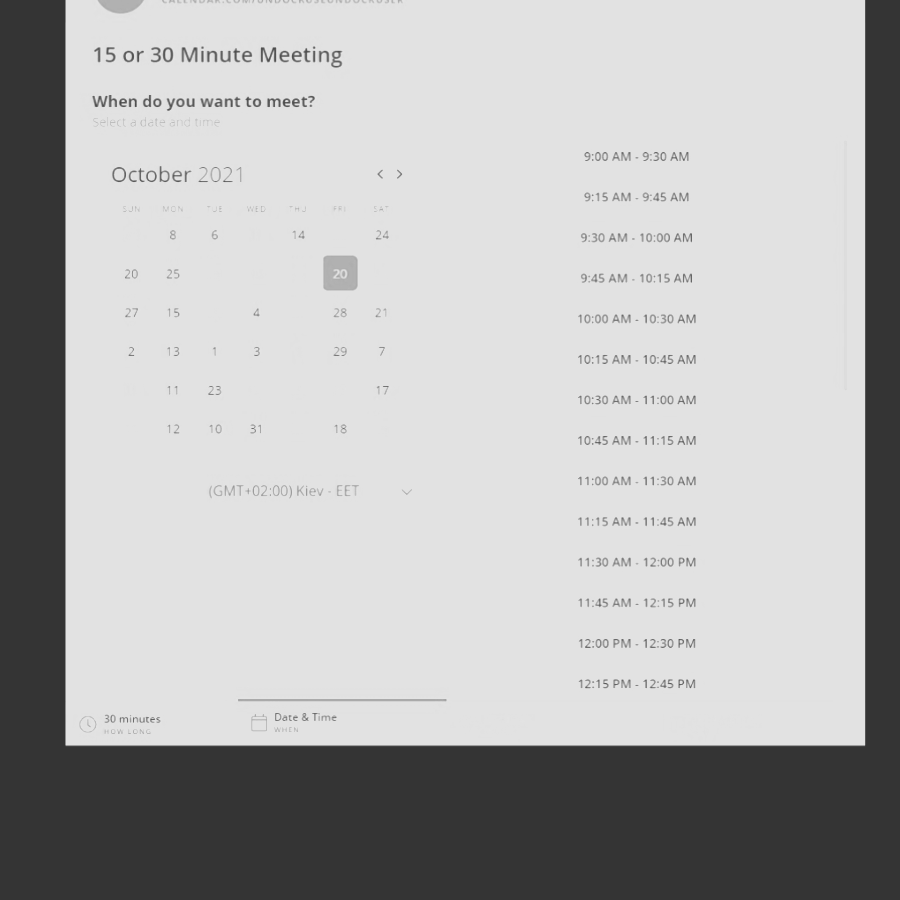 15 or 30 Minute Meeting
When do you want to meet?
Select a date and time
October 2021 < >
SUN MON TUE WED THU FRI SAT
8 6 14 24
20 25 20
27 15 4 28 21
2 13 1 3 29 7
11 23 17
12 10 31 18
(GMT+02:00) Kiev - EET
9:00 AM - 9:30 AM
9:15 AM - 9:45 AM
9:30 AM - 10:00 AM
9:45 AM - 10:15 AM
10:00 AM - 10:30 AM
10:15 AM - 10:45 AM
10:30 AM - 11:00 AM
10:45 AM - 11:15 AM
11:00 AM - 11:30 AM
11:15 AM - 11:45 AM
11:30 AM - 12:00 PM
11:45 AM - 12:15 PM
12:00 PM - 12:30 PM
12:15 PM - 12:45 PM
30 minutes
HOW LONG
Date & Time
WHEN